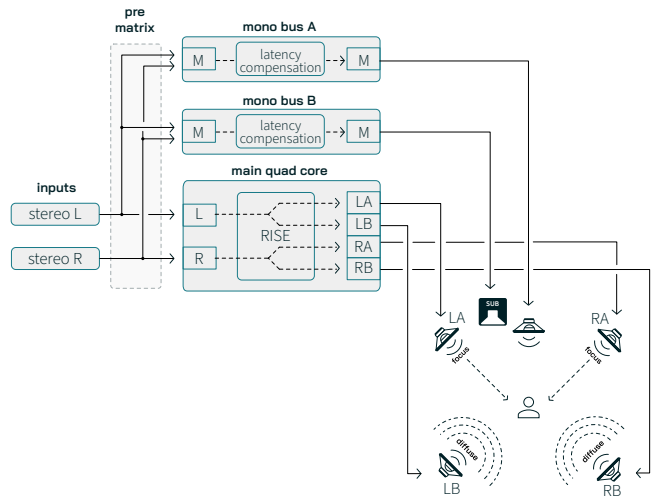 pre
matrix
mono bus A
M
latency
compensation
M
mono bus B
M
latency
compensation
M
main quad core
inputs
stereo L
stereo R
L
R
RISE
LA
LB
RA
RB
SUB
LA
RA
focus
focus
diffuse
diffuse
LB
RB